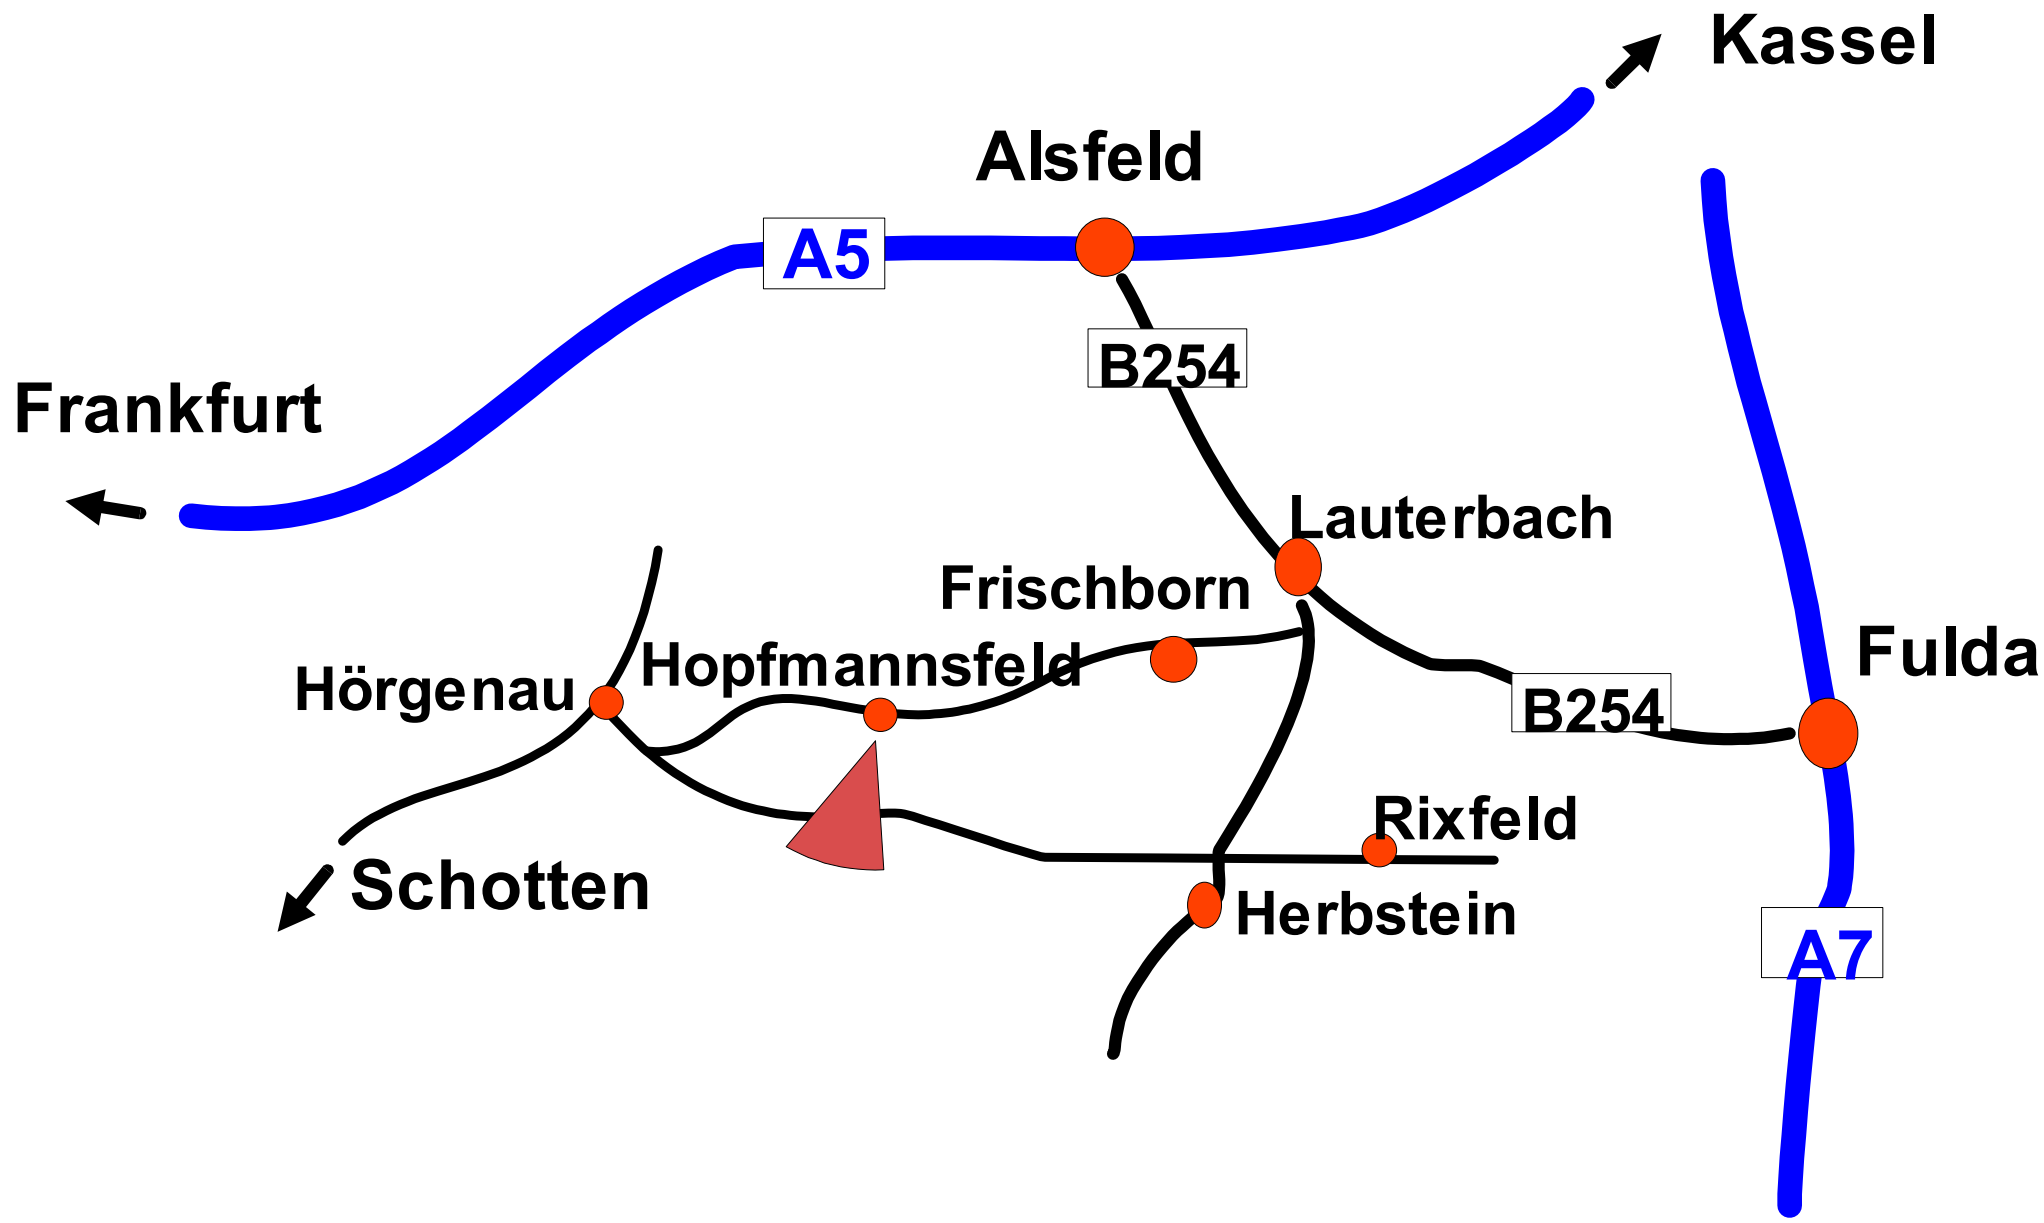 Kassel
Alsfeld
A5
B254
Frankfurt
Lauterbach
Frischborn
Hopfmannsfeld
Fulda
Hörgenau
B254
Rixfeld
Schotten
Herbstein
A7